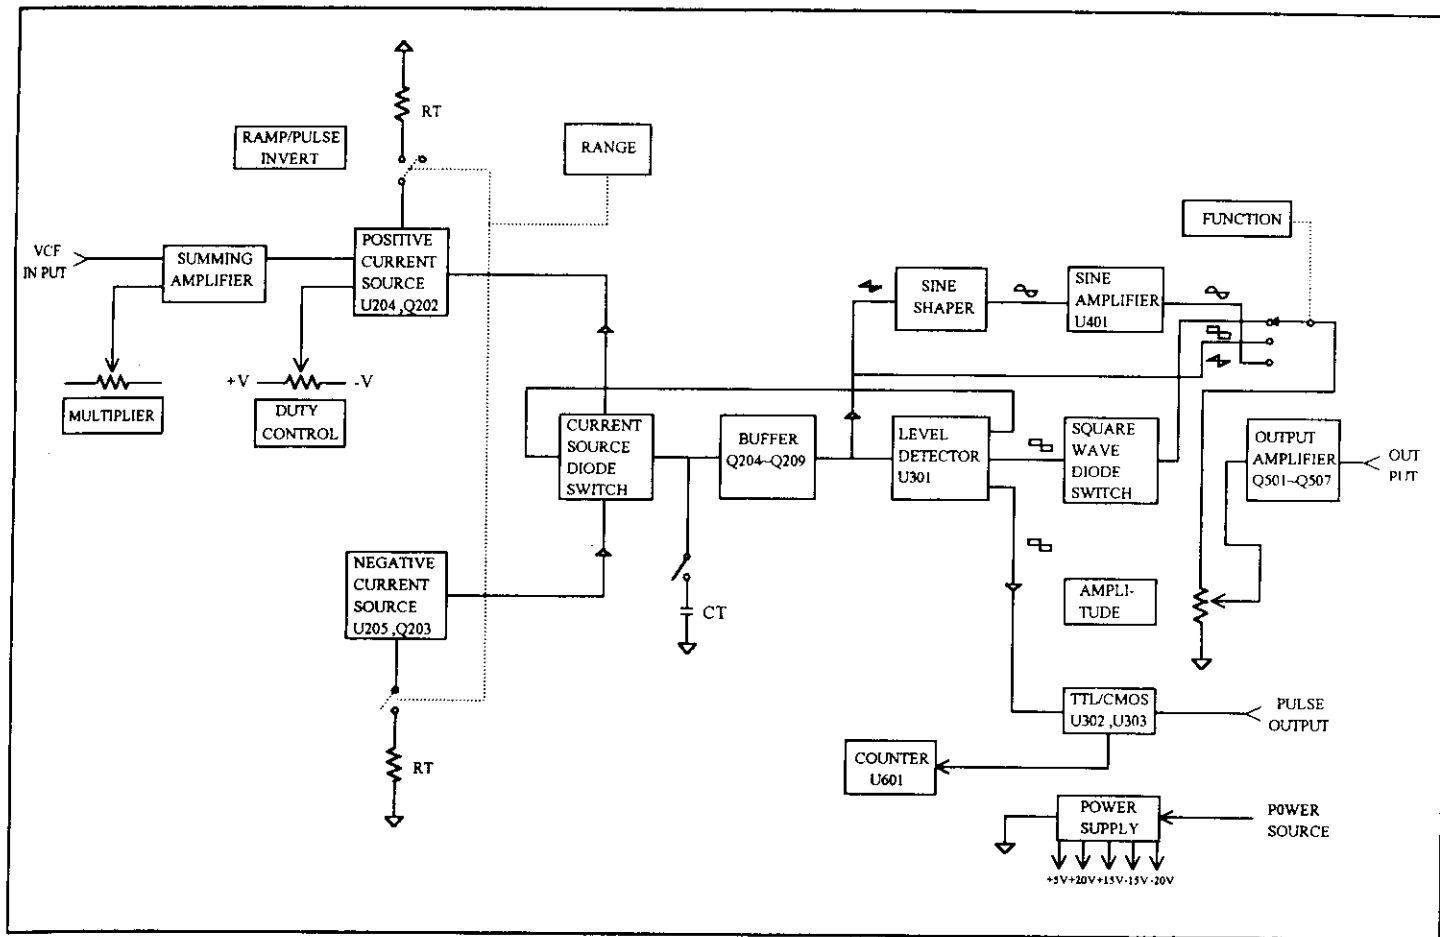 RT
RAMP/PULSE
INVERT
RANGE
FUNCTION
VCF
IN PUT
SUMMING
AMPLIFIER
POSITIVE
CURRENT
SOURCE
U204 ,Q202
SINE
SHAPER
SINE
AMPLIFIER
U401
+V
-V
MULTIPLIER
DUTY
CONTROL
CURRENT
SOURCE
DIODE
SWITCH
BUFFER
Q204~Q209
LEVEL
DETECTOR
U301
SQUARE
WAVE
DIODE
SWITCH
OUTPUT
AMPLIFIER
Q501~Q507
OUT
PUT
NEGATIVE
CURRENT
SOURCE
U205 ,Q203
CT
AMPLI-
TUDE
RT
TTL/CMOS
U302 ,U303
PULSE
OUTPUT
COUNTER
U601
POWER
SUPPLY
POWER
SOURCE
+5V+20V+15V-15V-20V